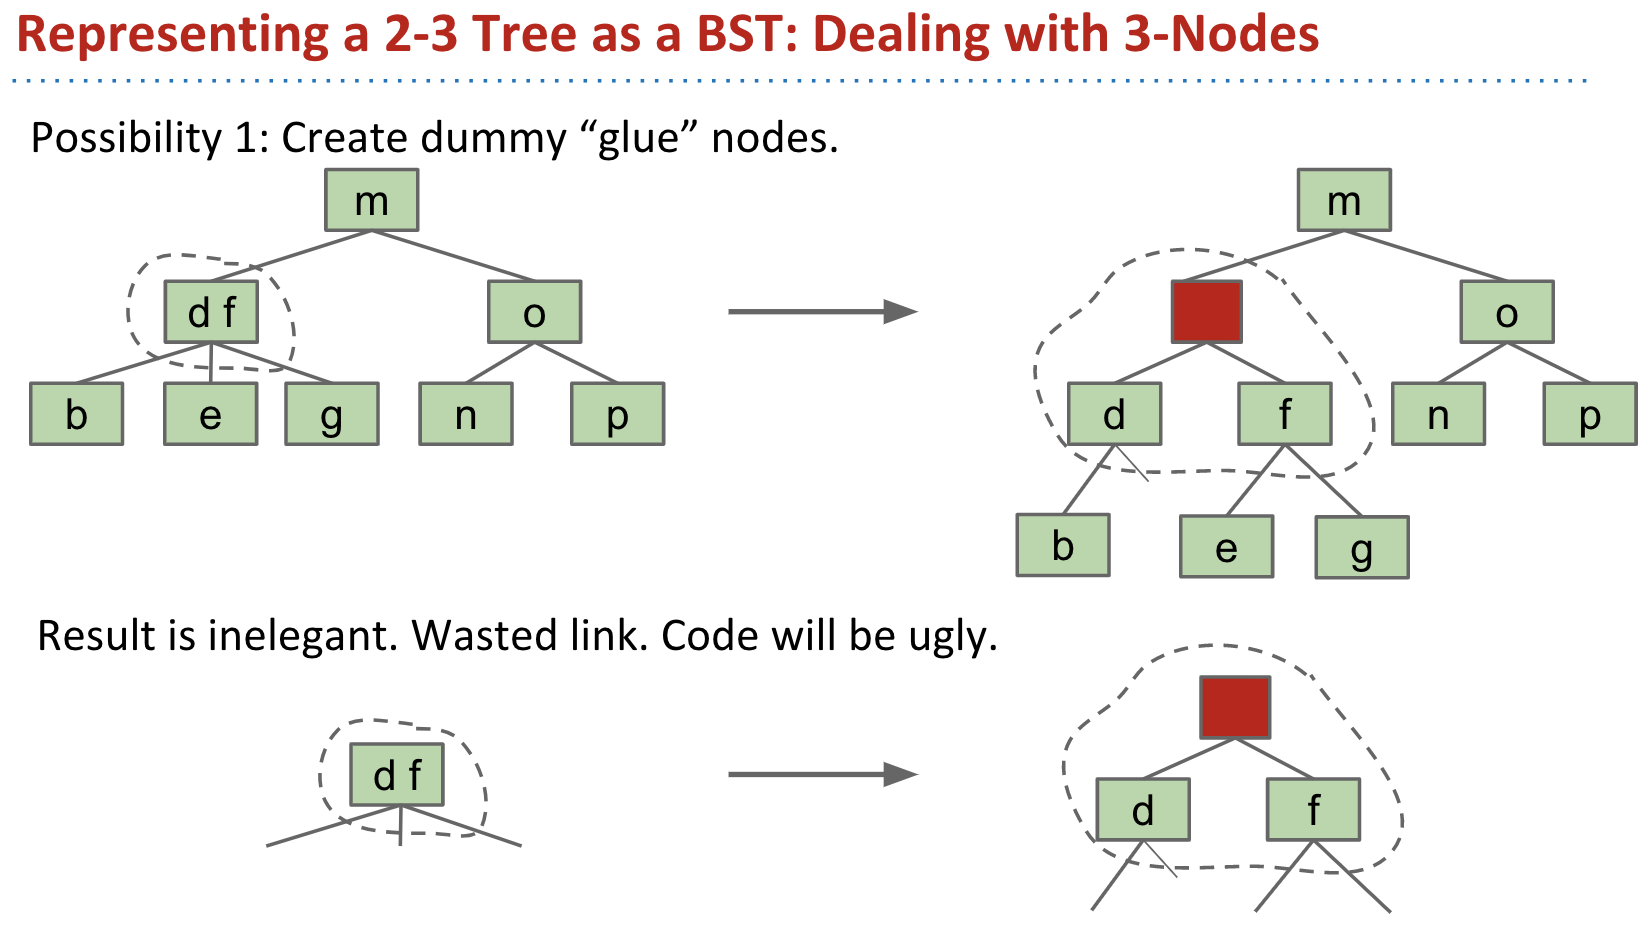 Representing a 2-3 Tree as a BST: Dealing with 3-Nodes
Possibility 1: Create dummy “glue” nodes.
m
d f
o
b
e
g
n
p
m
o
d
f
n
p
b
e
g
Result is inelegant. Wasted link. Code will be ugly.
d f
d
f